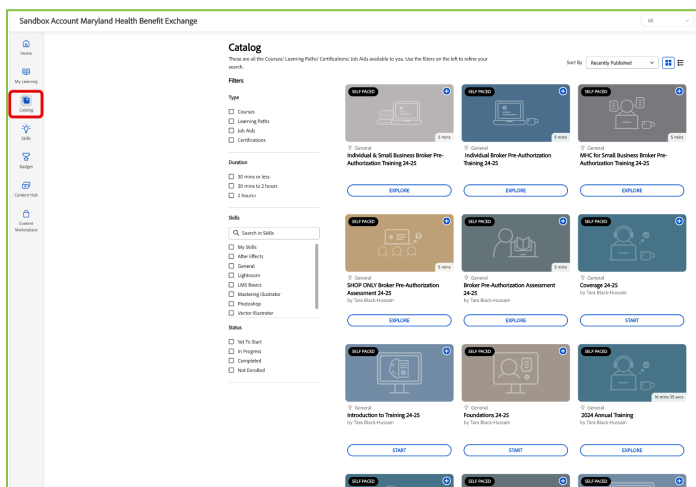 Sandbox Account Maryland Health Benefit Exchange
All
Home
My Learning
Catalog
Skills
Badges
Content Hub
Content
Marketplace
Catalog
These are all the Courses/ Learning Paths/ Certifications/ Job Aids available to you. Use the filters on the left to refine your
search.
Sort By Recently Published
Filters
Type
Courses
Learning Paths
Job Aids
Certifications
Duration
30 mins or less
30 mins to 2 hours
2 hours+
Skills
Search in Skills
My Skills
After Effects
General
Lightroom
LMS Basics
Mastering Illustrator
Photoshop
Vector Illustrator
Status
Yet To Start
In Progress
Completed
Not Enrolled
SELF PACED
5 mins
General
Individual & Small Business Broker Pre-
Authorization Training 24-25
EXPLORE
SELF PACED
5 mins
General
Individual Broker Pre-Authorization
Training 24-25
EXPLORE
SELF PACED
5 mins
General
MHC for Small Business Broker Pre-
Authorization Training 24-25
EXPLORE
SELF PACED
5 mins
General
SHOP ONLY Broker Pre-Authorization
Assessment 24-25
by Tara Black-Hussain
EXPLORE
SELF PACED
5 mins
General
Broker Pre-Authorization Assessment
24-25
by Tara Black-Hussain
EXPLORE
SELF PACED
General
Coverage 24-25
by Tara Black-Hussain
START
SELF PACED
General
Introduction to Training 24-25
by Tara Black-Hussain
START
SELF PACED
General
Foundations 24-25
by Tara Black-Hussain
START
SELF PACED
16 mins 35 secs
General
2024 Annual Training
by Tara Black-Hussain
EXPLORE
SELF PACED
SELF PACED
SELF PACED